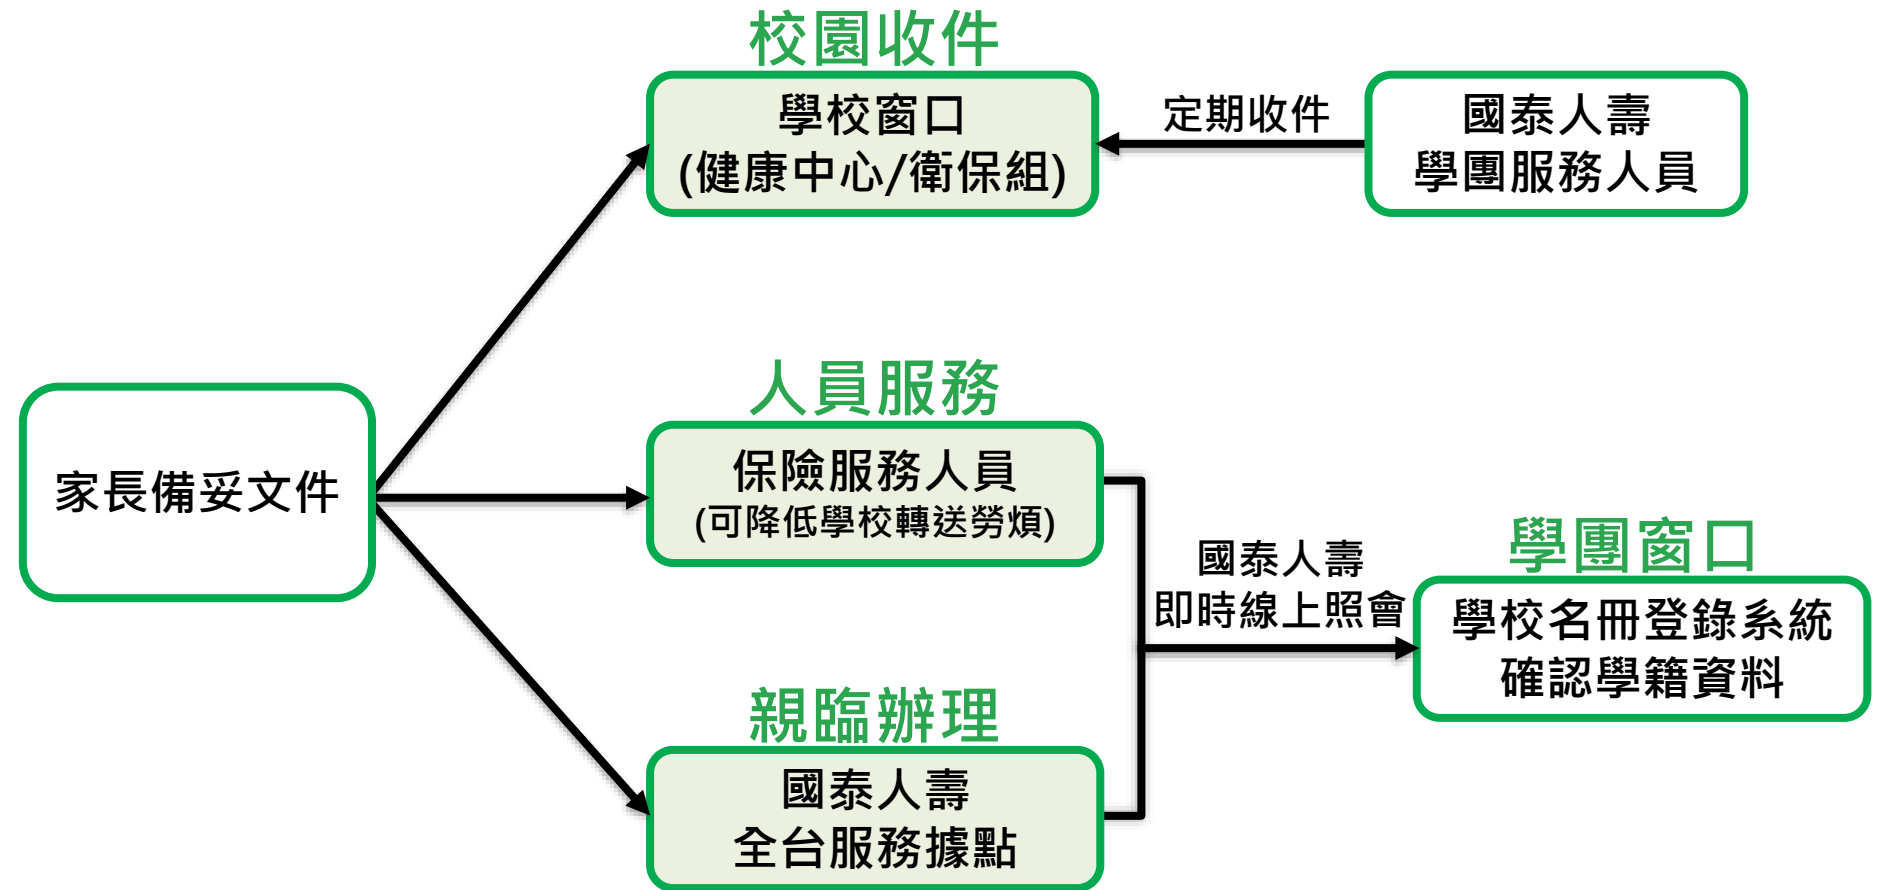 校園收件
學校窗口
(健康中心/衛保組)
定期收件
國泰人壽
學團服務人員
家長備妥文件
人員服務
保險服務人員
(可降低學校轉送勞煩)
親臨辦理
國泰人壽
全台服務據點
國泰人壽
即時線上照會
學團窗口
學校名冊登錄系統
確認學籍資料